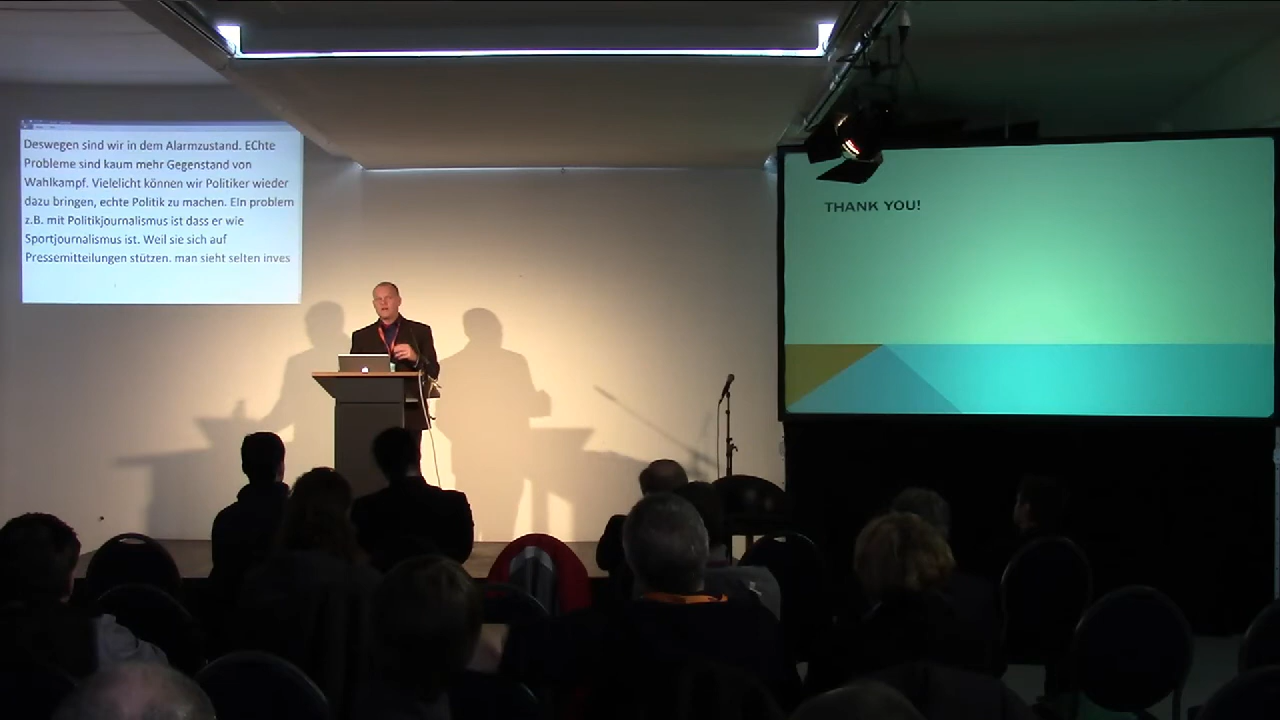 Deswegen sind wir in dem Alarmzustand. EChte
Probleme sind kaum mehr Gegenstand von
Wahlkampf. Vielelicht können wir Politiker wieder
dazu bringen, echte Politik zu machen. EIn problem
z.B. mit Politikjournalismus ist dass er wie
Sportjournalismus ist. Weil sie sich auf
Pressemitteilungen stützen. man sieht selten inves
THANK YOU!